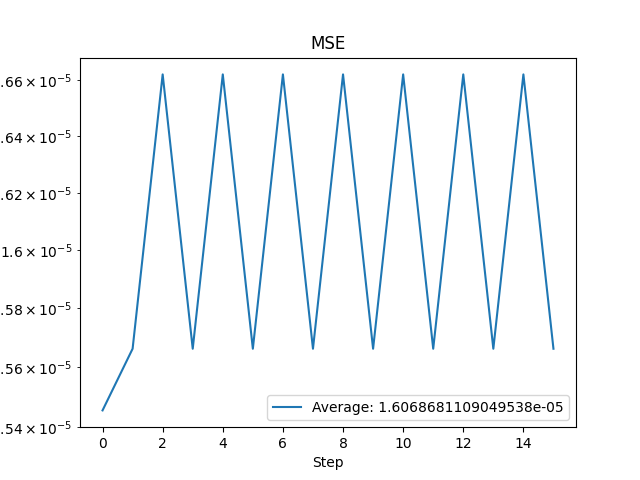 MSE
.66 × 10⁻⁵
.64 × 10⁻⁵
.62 × 10⁻⁵
1.6 × 10⁻⁵
.58 × 10⁻⁵
.56 × 10⁻⁵
.54 × 10⁻⁵
Average: 1.6068681109049538e-05
0 2 4 6 8 10 12 14
Step